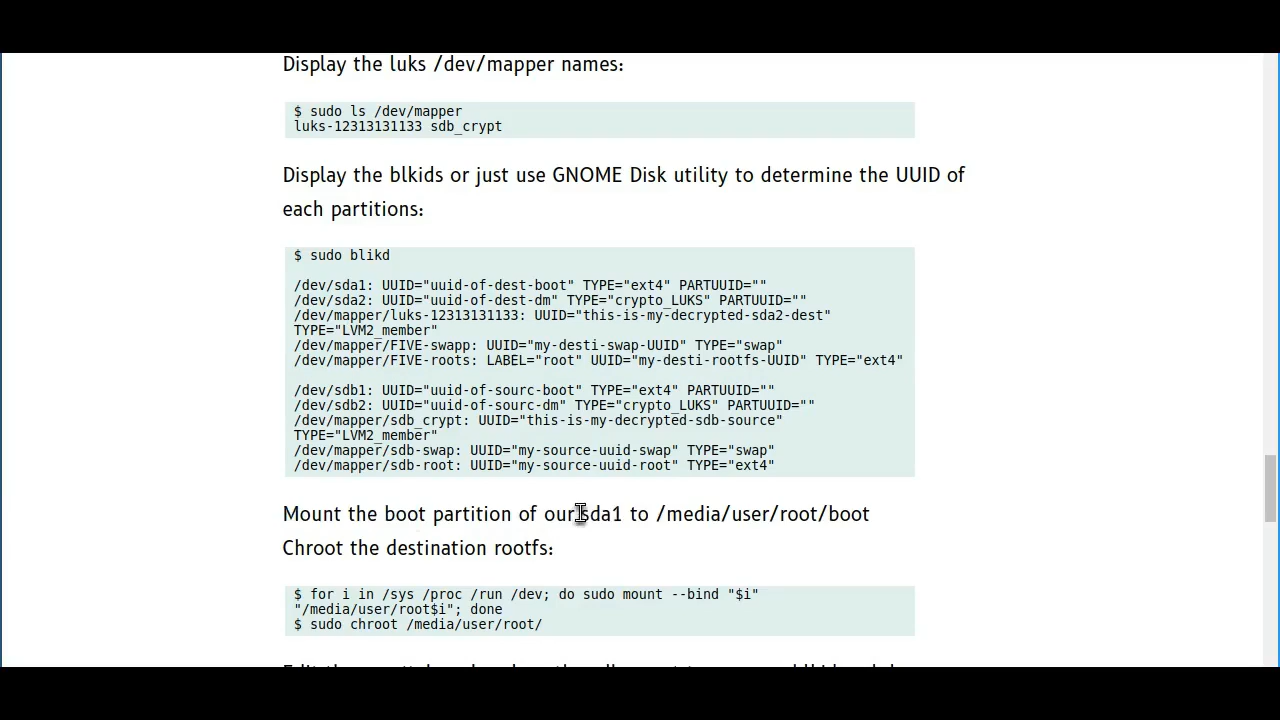 Display the luks /dev/mapper names:
$ sudo ls /dev/mapper
luks-12313131133 sdb_crypt
Display the blkids or just use GNOME Disk utility to determine the UUID of
each partitions:
$ sudo blikd
/dev/sda1: UUID="uuid-of-dest-boot" TYPE="ext4" PARTUUID=""
/dev/sda2: UUID="uuid-of-dest-dm" TYPE="crypto_LUKS" PARTUUID=""
/dev/mapper/luks-12313131133: UUID="this-is-my-decrypted-sda2-dest"
TYPE="LVM2_member"
/dev/mapper/FIVE-swapp: UUID="my-desti-swap-UUID" TYPE="swap"
/dev/mapper/FIVE-roots: LABEL="root" UUID="my-desti-rootfs-UUID" TYPE="ext4"
/dev/sdb1: UUID="uuid-of-sourc-boot" TYPE="ext4" PARTUUID=""
/dev/sdb2: UUID="uuid-of-sourc-dm" TYPE="crypto_LUKS" PARTUUID=""
/dev/mapper/sdb_crypt: UUID="this-is-my-decrypted-sdb-source"
TYPE="LVM2_member"
/dev/mapper/sdb-swap: UUID="my-source-uuid-swap" TYPE="swap"
/dev/mapper/sdb-root: UUID="my-source-uuid-root" TYPE="ext4"
Mount the boot partition of our sda1 to /media/user/root/boot
Chroot the destination rootfs:
$ for i in /sys /proc /run /dev; do sudo mount --bind "$i"
"/media/user/root$i"; done
$ sudo chroot /media/user/root/